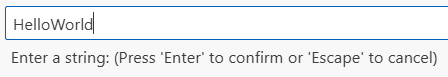 HelloWorld
Enter a string: (Press 'Enter' to confirm or 'Escape' to cancel)